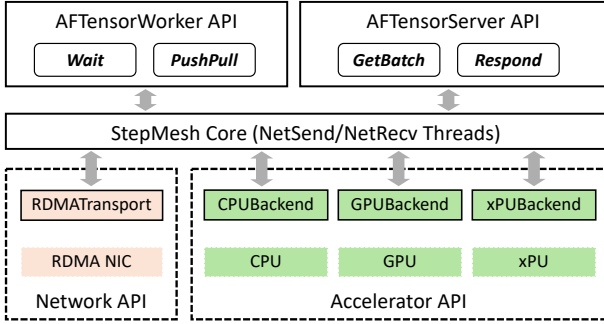 AFTensorWorker API
Wait
PushPull
AFTensorServer API
GetBatch
Respond
StepMesh Core (NetSend/NetRecv Threads)
RDMATransport
RDMA NIC
Network API
CPUBackend
GPUBackend
xPUBackend
CPU
GPU
xPU
Accelerator API